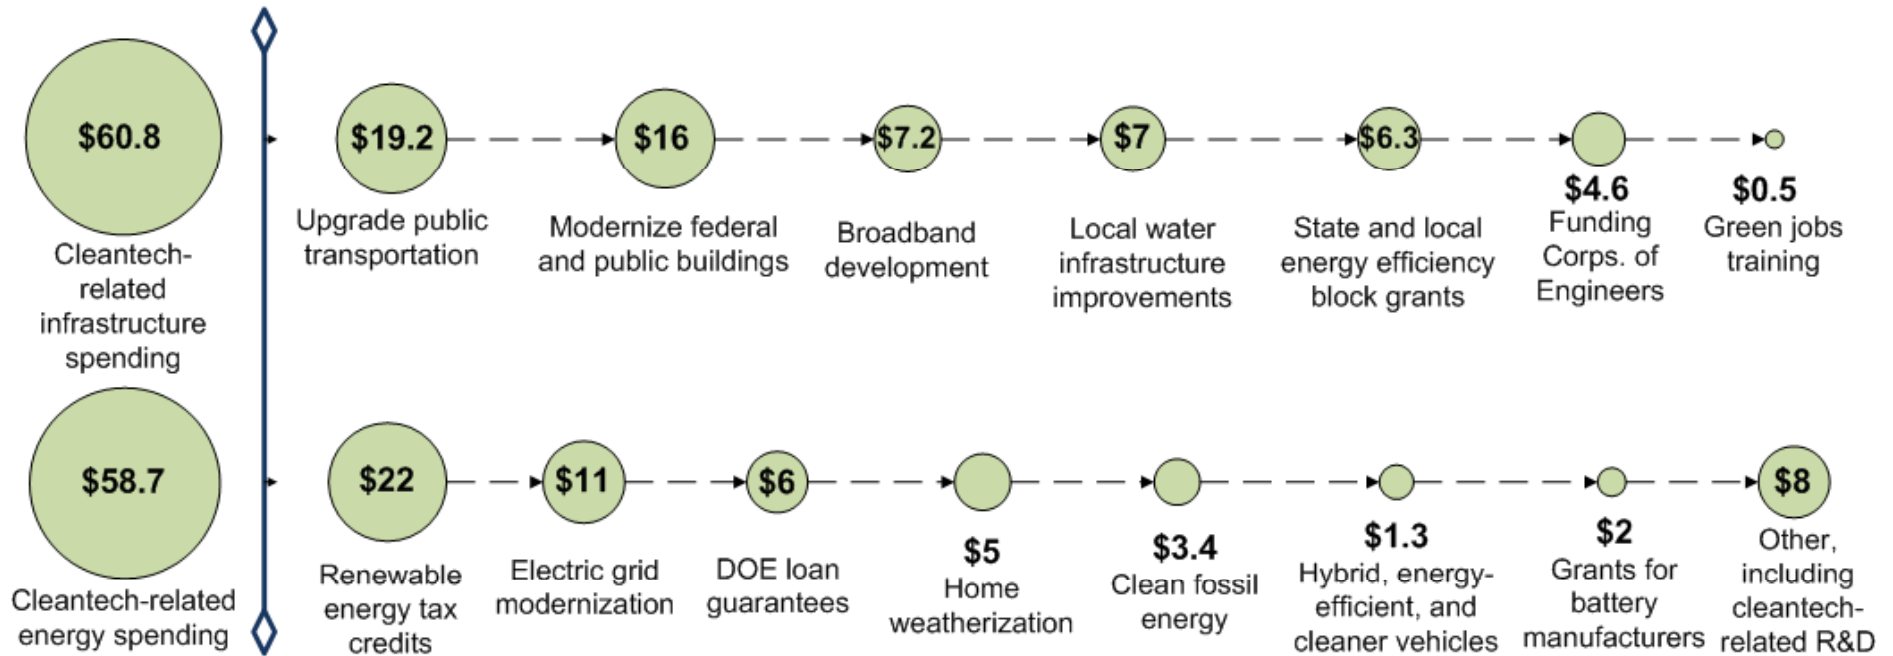 $60.8
Cleantech-
related
infrastructure
spending
$19.2
Upgrade public
transportation
$16
Modernize federal
and public buildings
$7.2
Broadband
development
$7
Local water
infrastructure
improvements
$6.3
State and local
energy efficiency
block grants
$4.6
Funding
Corps. of
Engineers
$0.5
Green jobs
training
$58.7
Cleantech-related
energy spending
$22
Renewable
energy tax
credits
$11
Electric grid
modernization
$6
DOE loan
guarantees
$5
Home
weatherization
$3.4
Clean fossil
energy
$1.3
Hybrid, energy-
efficient, and
cleaner vehicles
$2
Grants for
battery
manufacturers
$8
Other,
including
cleantech-
related R&D